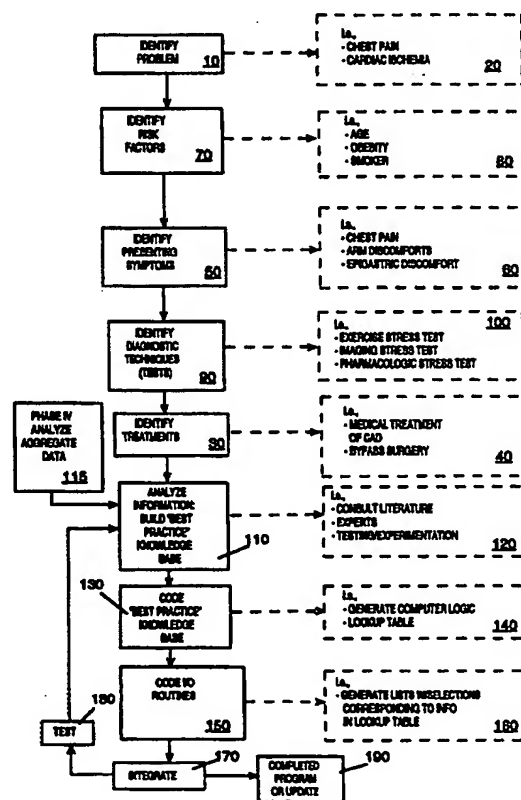 IDENTIFY
PROBLEM
10
i.e.,
• CHEST PAIN
• CARDIAC ISCHEMIA
20
IDENTIFY
RISK
FACTORS
70
i.e.,
• AGE
• OBESITY
• SMOKER
80
IDENTIFY
PRESENTING
SYMPTOMS
50
i.e.,
• CHEST PAIN
• ARM DISCOMFORTS
• EPIGASTRIC DISCOMFORT
60
IDENTIFY
DIAGNOSTIC
TECHNIQUES
(TESTS)
90
i.e.,
100
• EXERCISE STRESS TEST
• IMAGING STRESS TEST
• PHARMACOLOGIC STRESS TEST
IDENTIFY
TREATMENTS
30
i.e.,
• MEDICAL TREATMENT
OF CAD
• BYPASS SURGERY
40
PHASE IV
ANALYZE
AGGREGATE
DATA
115
ANALYZE
INFORMATION:
BUILD "BEST
PRACTICE"
KNOWLEDGE
BASE
110
i.e.,
• CONSULT LITERATURE
• EXPERTS
• TESTING/EXPERIMENTATION
120
130
CODE
"BEST PRACTICE"
KNOWLEDGE
BASE
i.e.,
• GENERATE COMPUTER LOGIC
• LOOKUP TABLE
140
CODE I/O
ROUTINES
150
i.e.,
• GENERATE LISTS W/SELECTIONS
CORRESPONDING TO INFO
IN LOOKUP TABLE
160
180
TEST
170
INTEGRATE
190
COMPLETED
PROGRAM
OR UPDATE